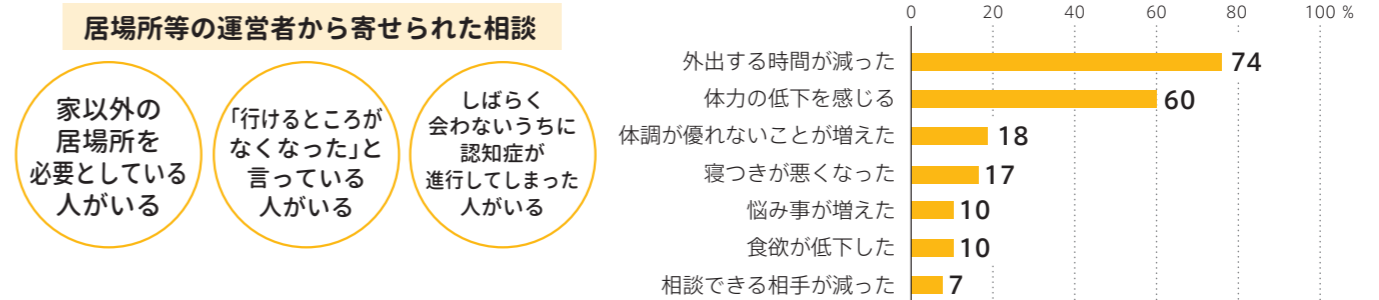 居場所等の運営者から寄せられた相談
家以外の
居場所を
必要としている
人がいる
「行けるところが
なくなった」と
言っている
人がいる
しばらく
会わないうちに
認知症が
進行してしまった
人がいる
0 20 40 60 80 100 %
外出する時間が減った 74
体力の低下を感じる 60
体調が優れないことが増えた 18
寝つきが悪くなった 17
悩み事が増えた 10
食欲が低下した 10
相談できる相手が減った 7